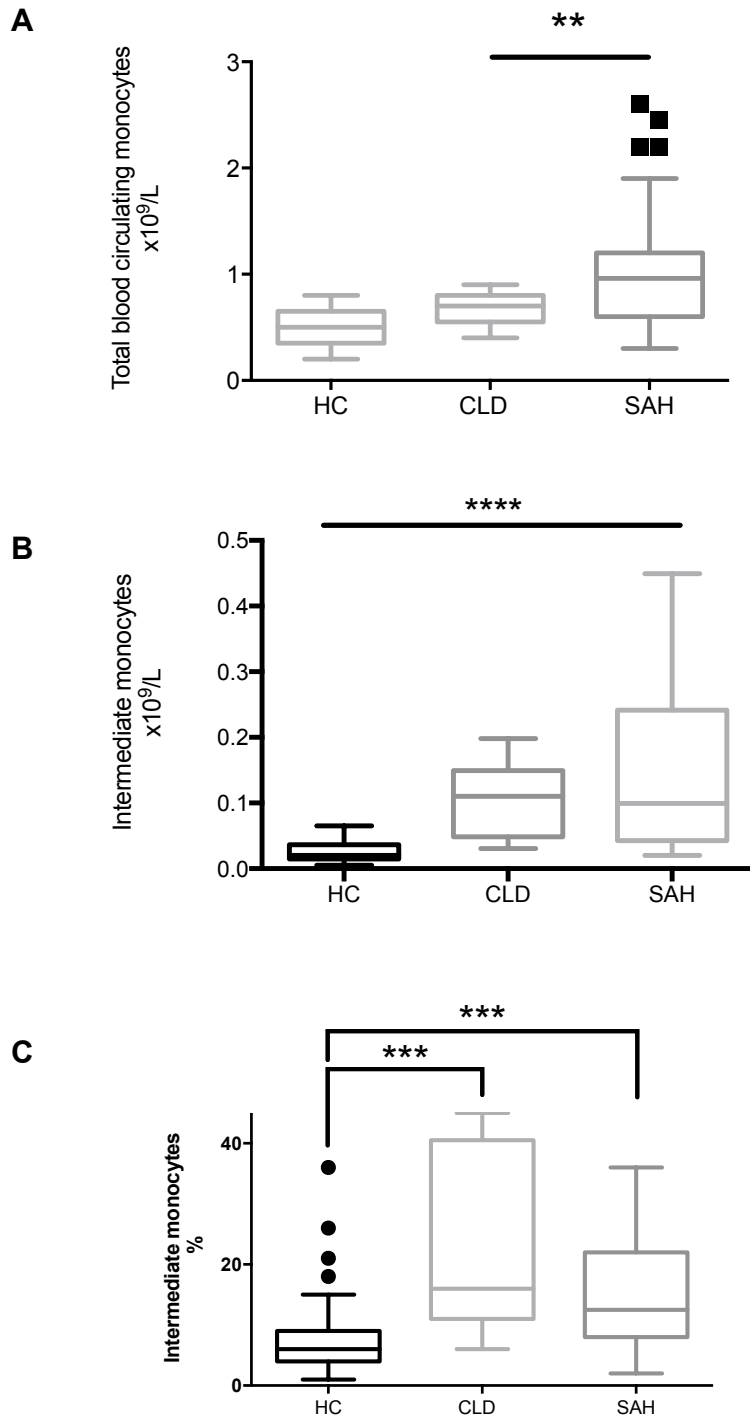 A
**
Total blood circulating monocytes
x10⁹/L
3
2
1
0
HC CLD SAH
B
****
Intermediate monocytes
x10⁹/L
0.5
0.4
0.3
0.2
0.1
0.0
HC CLD SAH
C
***
***
Intermediate monocytes
%
40
20
0
HC CLD SAH